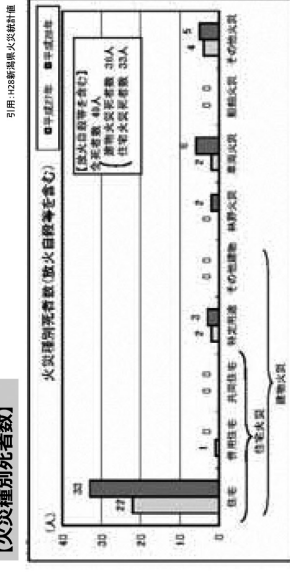 【火災種別死者数】
引用:H28新潟県火災統計値
火災種別死者数(放火自殺等を含む)
(人)
□平成27年 ■平成28年
【放火自殺等を含む】
全死者数 49人
建物火災死者数 36人
住宅火災死者数 33人
40
30
20
10
0
22 33
1
0 0
2 3
0 0
0 2
2 6
0 0
4 5
住宅 併用住宅 共同住宅 特定用途 その他建物 林野火災 車両火災 船舶火災 その他火災
住宅火災
建物火災